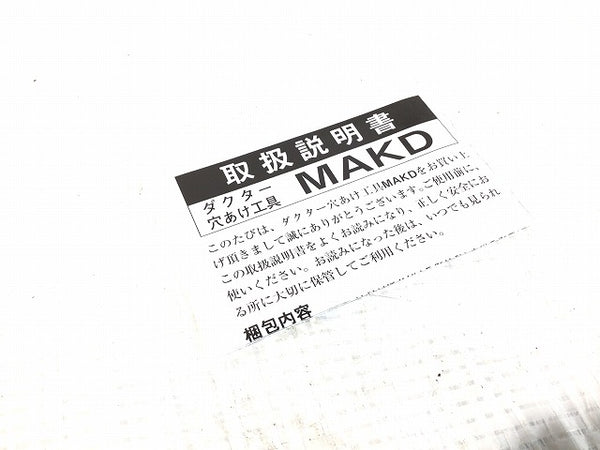 取扱説明書
ダクター
穴あけ工具
MAKD
このたびは、ダクター穴あけ工具MAKDをお買い上
げ頂きまして誠にありがとうございます。ご使用前に、
この取扱説明書をよくお読みになり、正しく安全にお
使いください。お読みになった後は、いつでも見られ
る所に大切に保管してご利用ください。
梱包内容